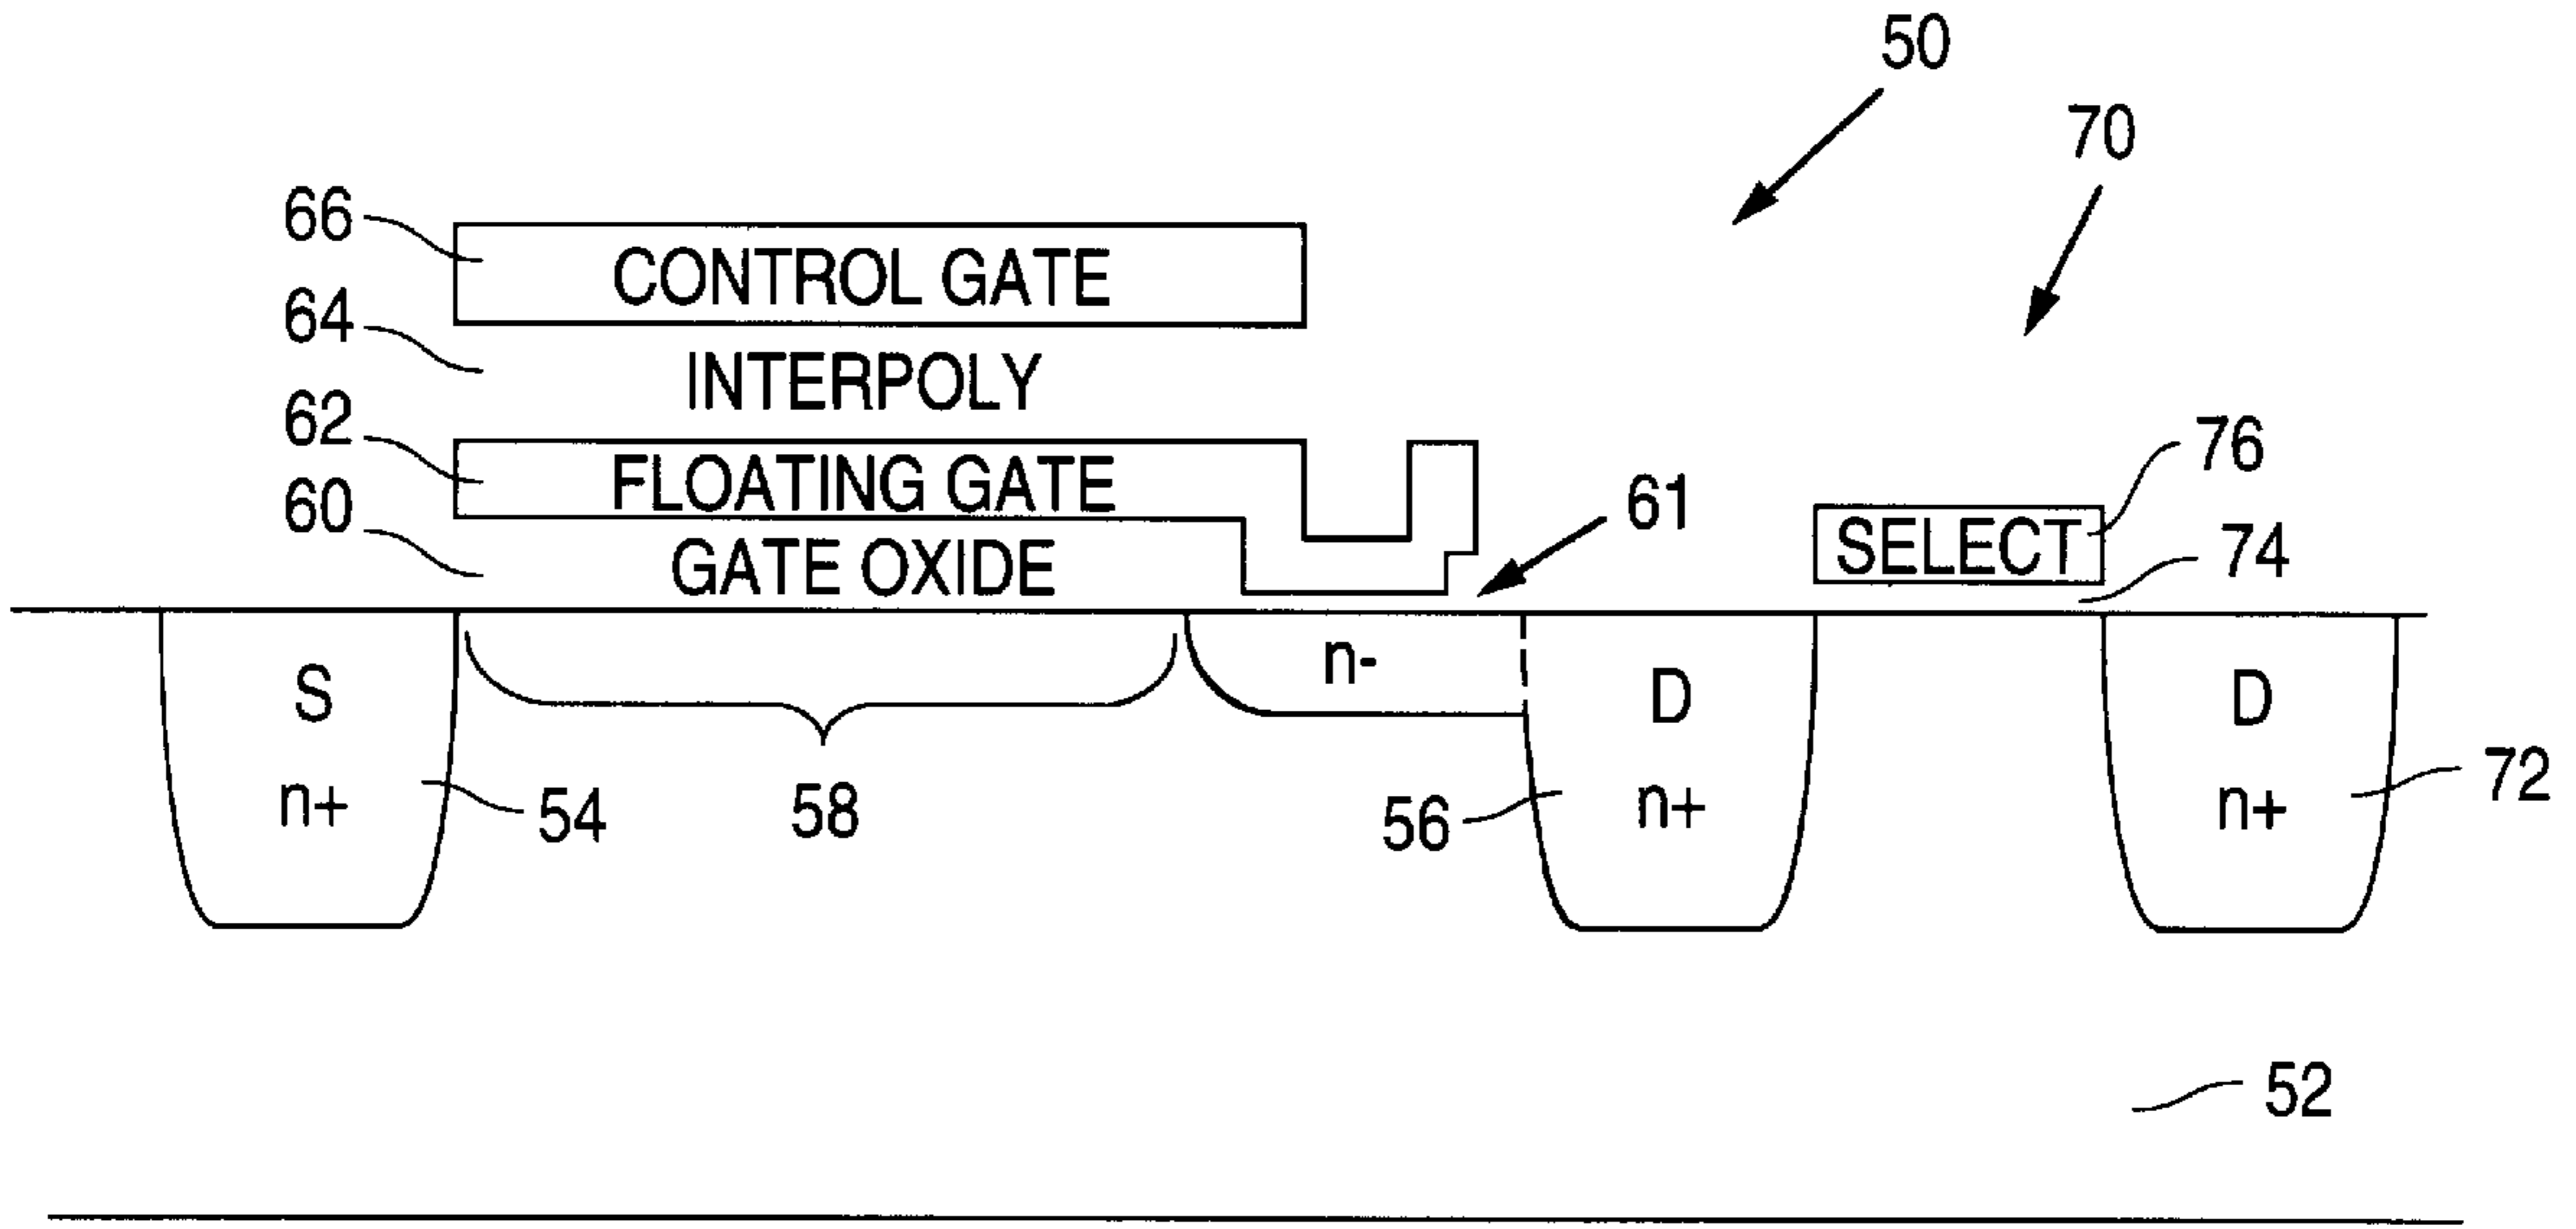 50
70
66
CONTROL GATE
64
INTERPOLY
62
FLOATING GATE
76
60
GATE OXIDE
61
SELECT
74
S
n+
54
58
n-
D
n+
56
D
n+
72
52